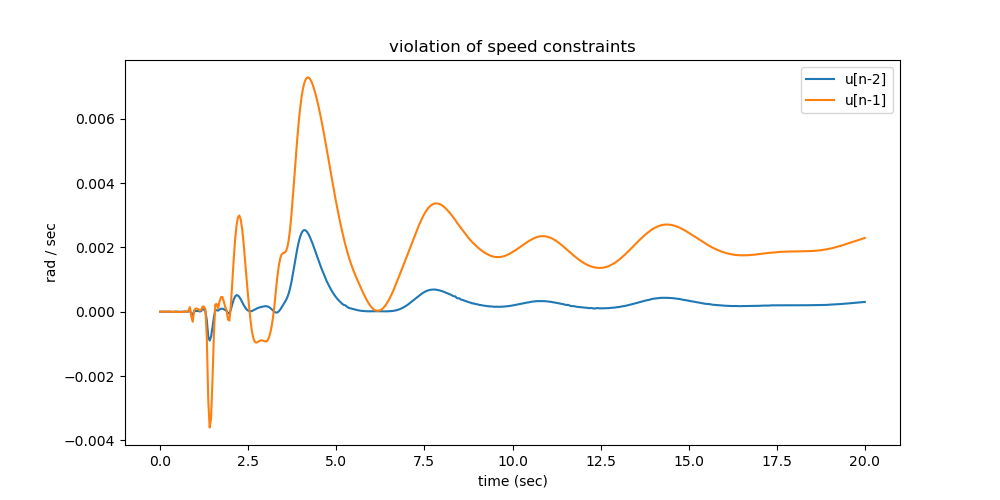 violation of speed constraints
u[n-2]
u[n-1]
rad / sec
0.006
0.004
0.002
0.000
−0.002
−0.004
0.0 2.5 5.0 7.5 10.0 12.5 15.0 17.5 20.0
time (sec)